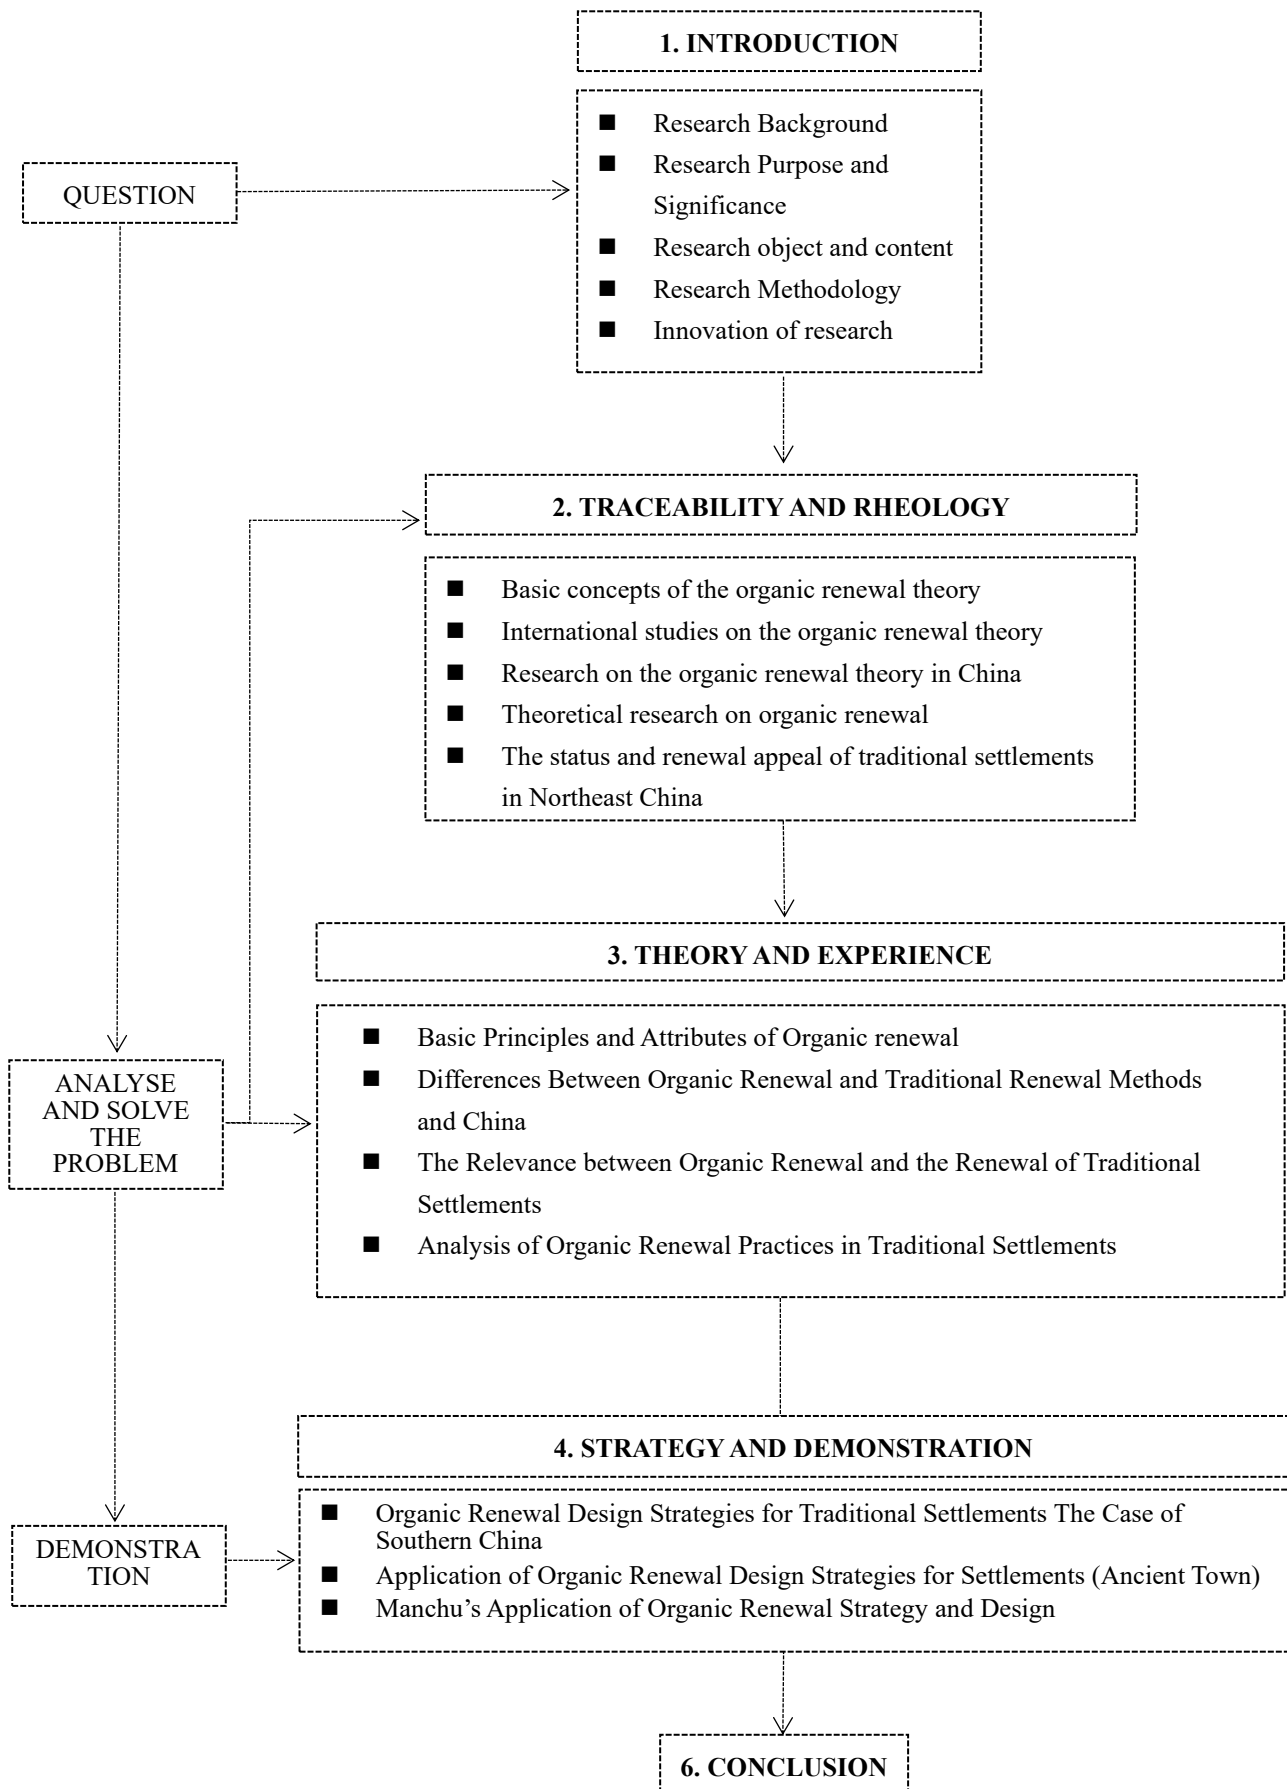 1. INTRODUCTION
■ Research Background
■ Research Purpose and
Significance
■ Research object and content
■ Research Methodology
■ Innovation of research
QUESTION
2. TRACEABILITY AND RHEOLOGY
■ Basic concepts of the organic renewal theory
■ International studies on the organic renewal theory
■ Research on the organic renewal theory in China
■ Theoretical research on organic renewal
■ The status and renewal appeal of traditional settlements
in Northeast China
3. THEORY AND EXPERIENCE
■ Basic Principles and Attributes of Organic renewal
■ Differences Between Organic Renewal and Traditional Renewal Methods
and China
■ The Relevance between Organic Renewal and the Renewal of Traditional
Settlements
■ Analysis of Organic Renewal Practices in Traditional Settlements
ANALYSE
AND SOLVE
THE
PROBLEM
4. STRATEGY AND DEMONSTRATION
■ Organic Renewal Design Strategies for Traditional Settlements The Case of
Southern China
■ Application of Organic Renewal Design Strategies for Settlements (Ancient Town)
■ Manchu’s Application of Organic Renewal Strategy and Design
DEMONSTRA
TION
6. CONCLUSION